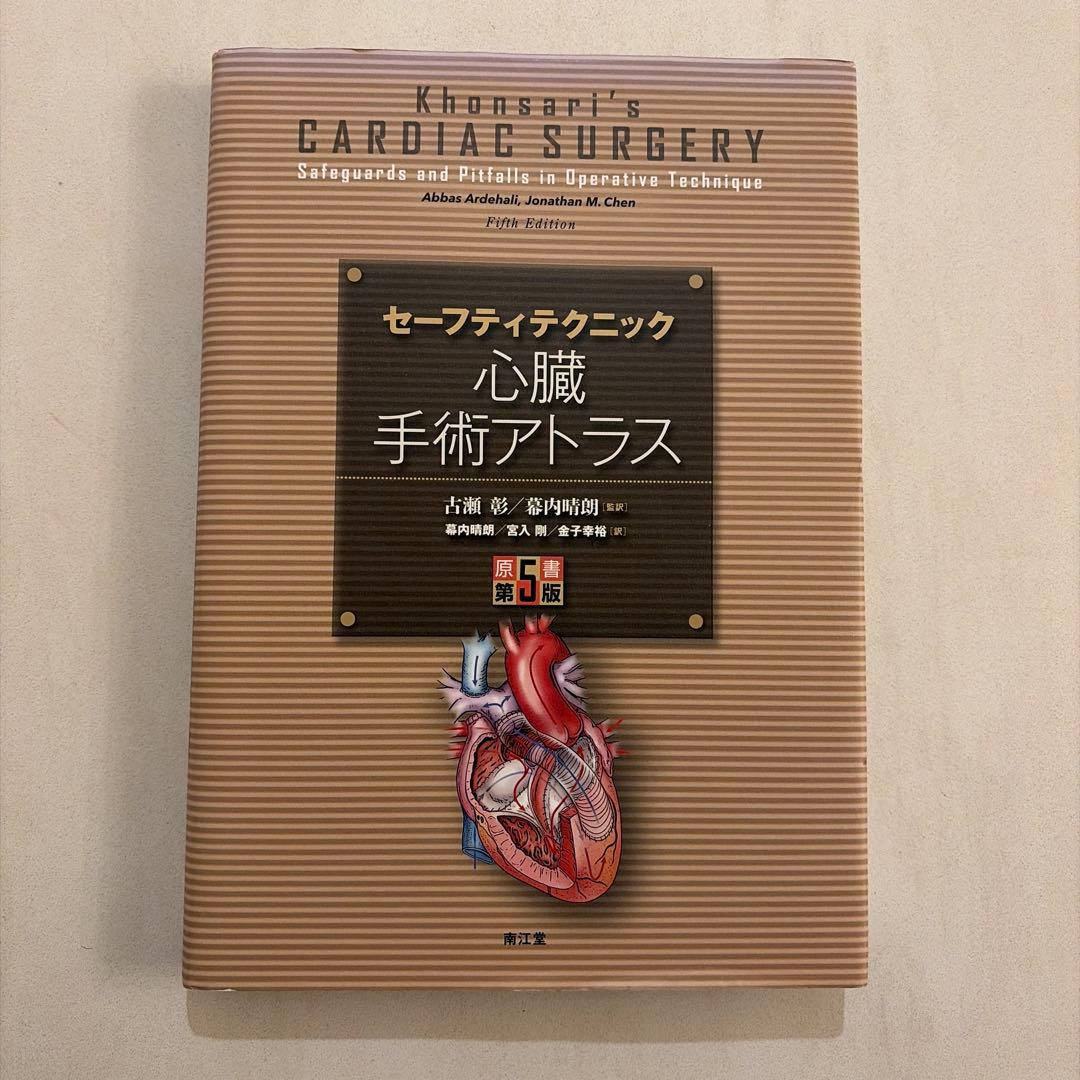 Khonsari's
CARDIAC SURGERY
Safeguards and Pitfalls in Operative Technique
Abbas Ardehali, Jonathan M. Chen
Fifth Edition
セーフティテクニック
心臓
手術アトラス
古瀬 彰／幕内晴朗［監訳］
幕内晴朗／宮入 剛／金子幸裕［訳］
原書
第5版
南江堂